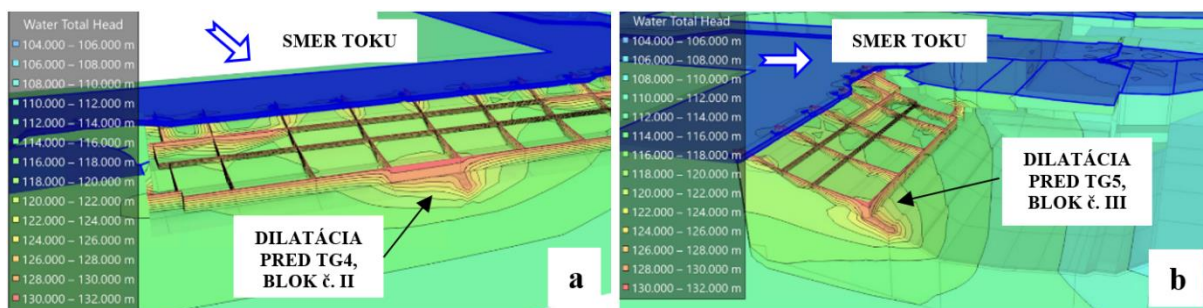 Water Total Head
104.000 – 106.000 m
106.000 – 108.000 m
108.000 – 110.000 m
110.000 – 112.000 m
112.000 – 114.000 m
114.000 – 116.000 m
116.000 – 118.000 m
118.000 – 120.000 m
120.000 – 122.000 m
122.000 – 124.000 m
124.000 – 126.000 m
126.000 – 128.000 m
128.000 – 130.000 m
130.000 – 132.000 m
SMER TOKU
DILATÁCIA
PRED TG4,
BLOK č. II
a
Water Total Head
104.000 – 106.000 m
106.000 – 108.000 m
108.000 – 110.000 m
110.000 – 112.000 m
112.000 – 114.000 m
114.000 – 116.000 m
116.000 – 118.000 m
118.000 – 120.000 m
120.000 – 122.000 m
122.000 – 124.000 m
124.000 – 126.000 m
126.000 – 128.000 m
128.000 – 130.000 m
130.000 – 132.000 m
SMER TOKU
DILATÁCIA
PRED TG5,
BLOK č. III
b